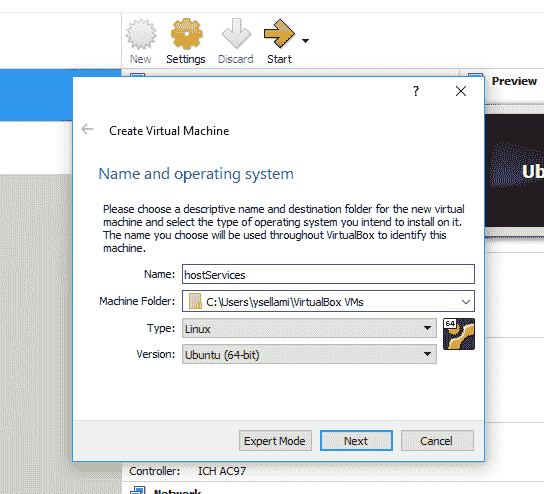 New
Settings
Discard
Start
Preview
Ub
?
Create Virtual Machine
Name and operating system
Please choose a descriptive name and destination folder for the new virtual
machine and select the type of operating system you intend to install on it.
The name you choose will be used throughout VirtualBox to identify this
machine.
Name: hostServices
Machine Folder: C:\Users\ysellami\VirtualBox VMs
Type: Linux
64
Version: Ubuntu (64-bit)
Expert Mode
Next
Cancel
Controller: ICH AC97
Network